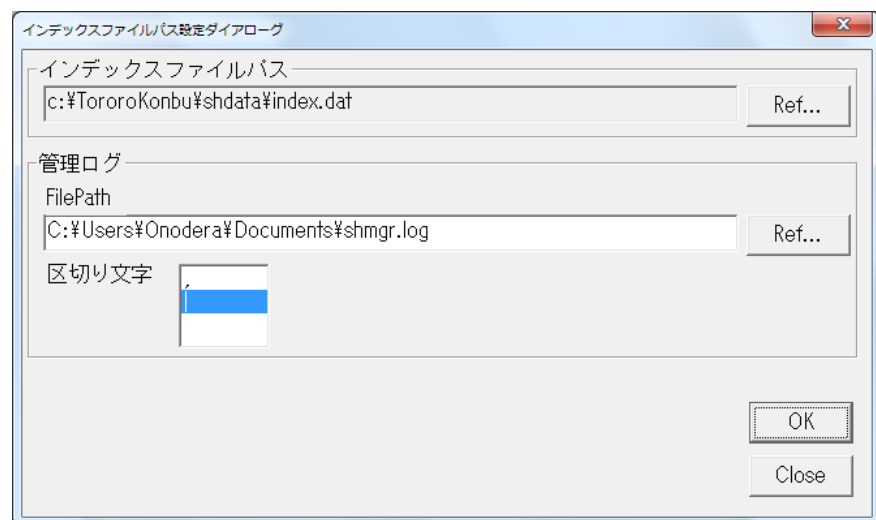 インデックスファイルパス設定ダイアローグ
インデックスファイルパス
c:¥TororoKonbu¥shdata¥index.dat
Ref...
管理ログ
FilePath
C:¥Users¥Onodera¥Documents¥shmgr.log
Ref...
区切り文字
,
|
OK
Close